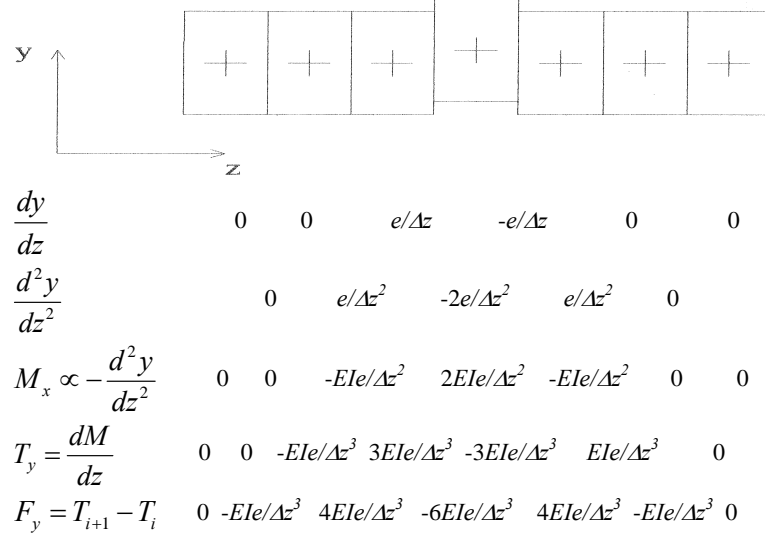 y
z
dy/dz 0 0 e/Δz -e/Δz 0 0
d²y/dz² 0 e/Δz² -2e/Δz² e/Δz² 0
Mₓ ∝ -d²y/dz² 0 0 -EIe/Δz² 2EIe/Δz² -EIe/Δz² 0 0
T_y = dM/dz 0 0 -EIe/Δz³ 3EIe/Δz³ -3EIe/Δz³ EIe/Δz³ 0
F_y = T_{i+1} - T_i 0 -EIe/Δz³ 4EIe/Δz³ -6EIe/Δz³ 4EIe/Δz³ -EIe/Δz³ 0